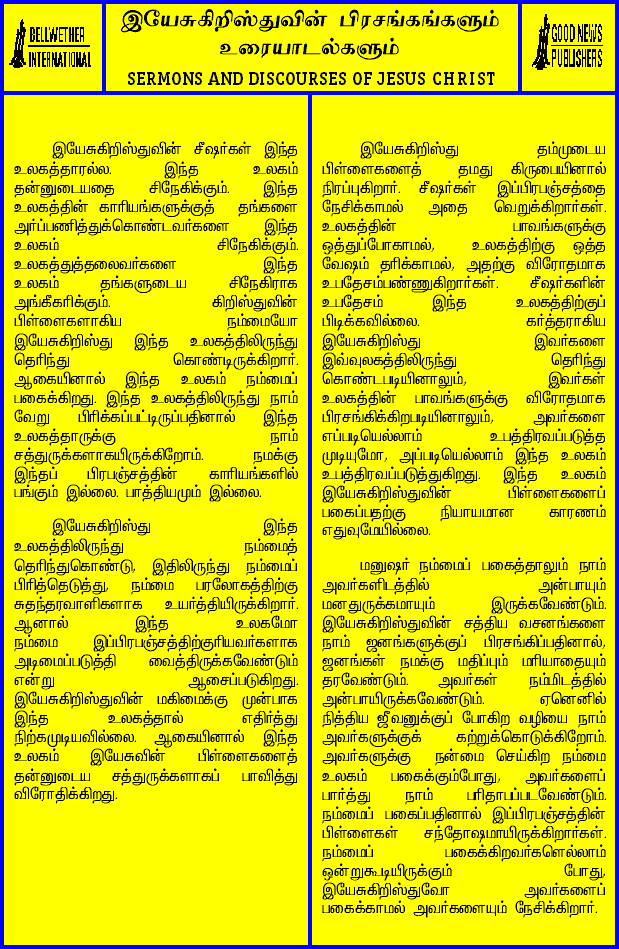 BELLWETHER
INTERNATIONAL
இயேசுகிறிஸ்துவின் பிரசங்கங்களும்
உரையாடல்களும்
SERMONS AND DISCOURSES OF JESUS CHRIST
GOOD NEWS
PUBLISHERS
இயேசுகிறிஸ்துவின் சீஷர்கள் இந்த
உலகத்தாரல்ல. இந்த உலகம்
தன்னுடையதை சிநேகிக்கும். இந்த
உலகத்தின் காரியங்களுக்குத் தங்களை
அர்ப்பணித்துக்கொண்டவர்களை இந்த
உலகம் சிநேகிக்கும்.
உலகத்துத்தலைவர்களை இந்த
உலகம் தங்களுடைய சிநேகிராக
அங்கீகரிக்கும். கிறிஸ்துவின்
பிள்ளைகளாகிய நம்மையோ
இயேசுகிறிஸ்து இந்த உலகத்திலிருந்து
தெரிந்து கொண்டிருக்கிறார்.
ஆகையினால் இந்த உலகம் நம்மைப்
பகைக்கிறது. இந்த உலகத்திலிருந்து நாம்
வேறு பிரிக்கப்பட்டிருப்பதினால் இந்த
உலகத்தாருக்கு நாம்
சத்துருக்களாகயிருக்கிறோம். நமக்கு
இந்தப் பிரபஞ்சத்தின் காரியங்களில்
பங்கும் இல்லை. பாத்தியமும் இல்லை.
இயேசுகிறிஸ்து இந்த
உலகத்திலிருந்து நம்மைத்
தெரிந்துகொண்டு, இதிலிருந்து நம்மைப்
பிரித்தெடுத்து, நம்மை பரலோகத்திற்கு
சுதந்தரவாளிகளாக உயர்த்தியிருக்கிறார்.
ஆனால் இந்த உலகமோ
நம்மை இப்பிரபஞ்சத்திற்குரியவர்களாக
அடிமைப்படுத்தி வைத்திருக்கவேண்டும்
என்று ஆசைப்படுகிறது.
இயேசுகிறிஸ்துவின் மகிமைக்கு முன்பாக
இந்த உலகத்தால் எதிர்த்து
நிற்கமுடியவில்லை. ஆகையினால் இந்த
உலகம் இயேசுவின் பிள்ளைகளைத்
தன்னுடைய சத்துருக்களாகப் பாவித்து
விரோதிக்கிறது.
இயேசுகிறிஸ்து தம்முடைய
பிள்ளைகளைத் தமது கிருபையினால்
நிரப்புகிறார். சீஷர்கள் இப்பிரபஞ்சத்தை
நேசிக்காமல் அதை வெறுக்கிறார்கள்.
உலகத்தின் பாவங்களுக்கு
ஒத்துப்போகாமல், உலகத்திற்கு ஒத்த
வேஷம் தரிக்காமல், அதற்கு விரோதமாக
உபதேசம்பண்ணுகிறார்கள். சீஷர்களின்
உபதேசம் இந்த உலகத்திற்குப்
பிடிக்கவில்லை. கர்த்தராகிய
இயேசுகிறிஸ்து இவர்களை
இவ்வுலகத்திலிருந்து தெரிந்து
கொண்டபடியினாலும், இவர்கள்
உலகத்தின் பாவங்களுக்கு விரோதமாக
பிரசங்கிக்கிறபடியினாலும், அவர்களை
எப்படியெல்லாம் உபத்திரவப்படுத்த
முடியுமோ, அப்படியெல்லாம் இந்த உலகம்
உபத்திரவப்படுத்துகிறது. இந்த உலகம்
இயேசுகிறிஸ்துவின் பிள்ளைகளைப்
பகைப்பதற்கு நியாயமான காரணம்
எதுவுமேயில்லை.
மனுஷர் நம்மைப் பகைத்தாலும் நாம்
அவர்களிடத்தில் அன்பாயும்
மனதுருக்கமாயும் இருக்கவேண்டும்.
இயேசுகிறிஸ்துவின் சத்திய வசனங்களை
நாம் ஜனங்களுக்குப் பிரசங்கிப்பதினால்,
ஜனங்கள் நமக்கு மதிப்பும் மரியாதையும்
தரவேண்டும். அவர்கள் நம்மிடத்தில்
அன்பாயிருக்கவேண்டும். ஏனெனில்
நித்திய ஜீவனுக்குப் போகிற வழியை நாம்
அவர்களுக்குக் கற்றுக்கொடுக்கிறோம்.
அவர்களுக்கு நன்மை செய்கிற நம்மை
உலகம் பகைக்கும்போது, அவர்களைப்
பார்த்து நாம் பரிதாபப்படவேண்டும்.
நம்மைப் பகைப்பதினால் இப்பிரபஞ்சத்தின்
பிள்ளைகள் சந்தோஷமாயிருக்கிறார்கள்.
நம்மைப் பகைக்கிறவர்களெல்லாம்
ஒன்றுகூடியிருக்கும் போது,
இயேசுகிறிஸ்துவோ அவர்களைப்
பகைக்காமல் அவர்களையும் நேசிக்கிறார்.